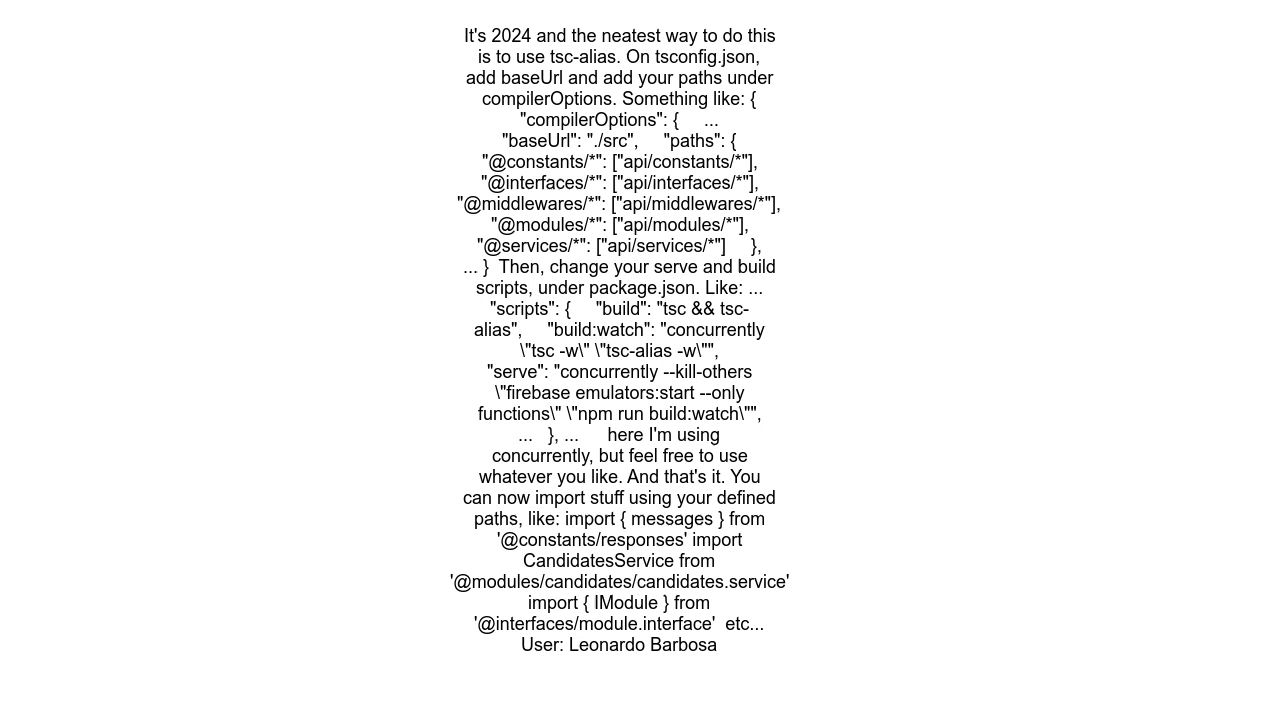 It's 2024 and the neatest way to do this
is to use tsc-alias. On tsconfig.json,
add baseUrl and add your paths under
compilerOptions. Something like: {
"compilerOptions": {     ...
"baseUrl": "./src",     "paths": {
"@constants/*": ["api/constants/*"],
"@interfaces/*": ["api/interfaces/*"],
"@middlewares/*": ["api/middlewares/*"],
"@modules/*": ["api/modules/*"],
"@services/*": ["api/services/*"]     },
... }  Then, change your serve and build
scripts, under package.json. Like: ...
"scripts": {     "build": "tsc && tsc-
alias",     "build:watch": "concurrently
\"tsc -w\" \"tsc-alias -w\"",
"serve": "concurrently --kill-others
\"firebase emulators:start --only
functions\" \"npm run build:watch\"",
...   }, ...      here I'm using
concurrently, but feel free to use
whatever you like. And that's it. You
can now import stuff using your defined
paths, like: import { messages } from
'@constants/responses' import
CandidatesService from
'@modules/candidates/candidates.service'
import { IModule } from
'@interfaces/module.interface'  etc...
User: Leonardo Barbosa